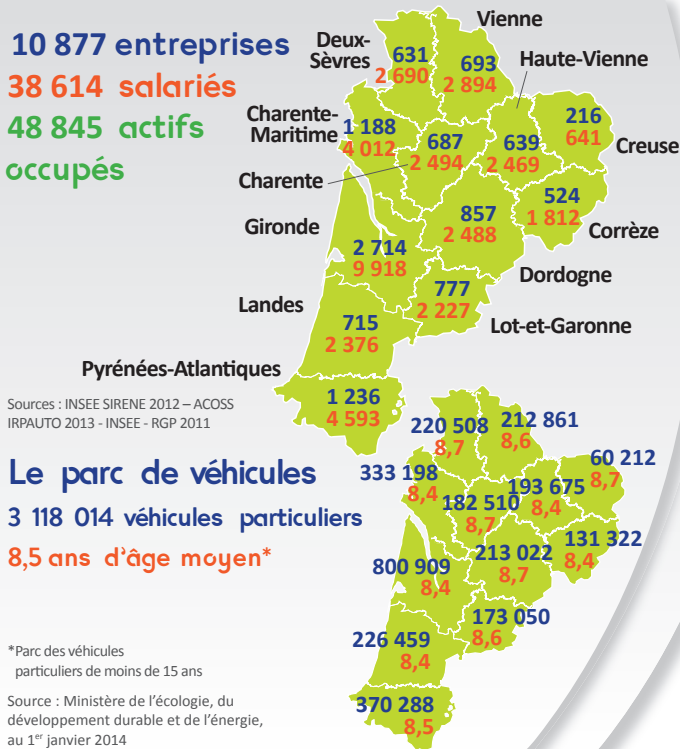 10 877 entreprises
38 614 salariés
48 845 actifs
occupés
Vienne
Deux-
Sèvres
631
2 690
693
2 894
Haute-Vienne
Charente-
Maritime
1 188
4 012
687
2 494
639
2 469
216
641
Creuse
Charente
Gironde
857
2 488
524
1 812
Corrèze
2 714
9 918
Dordogne
777
2 227
Landes
715
2 376
Lot-et-Garonne
Pyrénées-Atlantiques
1 236
4 593
Sources : INSEE SIRENE 2012 – ACOSS
IRPAUTO 2013 - INSEE - RGP 2011
Le parc de véhicules
3 118 014 véhicules particuliers
8,5 ans d'âge moyen*
220 508
8,7
212 861
8,6
333 198
8,4
182 510
8,7
193 675
8,4
60 212
8,7
800 909
8,4
213 022
8,7
131 322
8,4
173 050
8,6
226 459
8,4
370 288
8,5
*Parc des véhicules
particuliers de moins de 15 ans
Source : Ministère de l'écologie, du
développement durable et de l'énergie,
au 1er janvier 2014